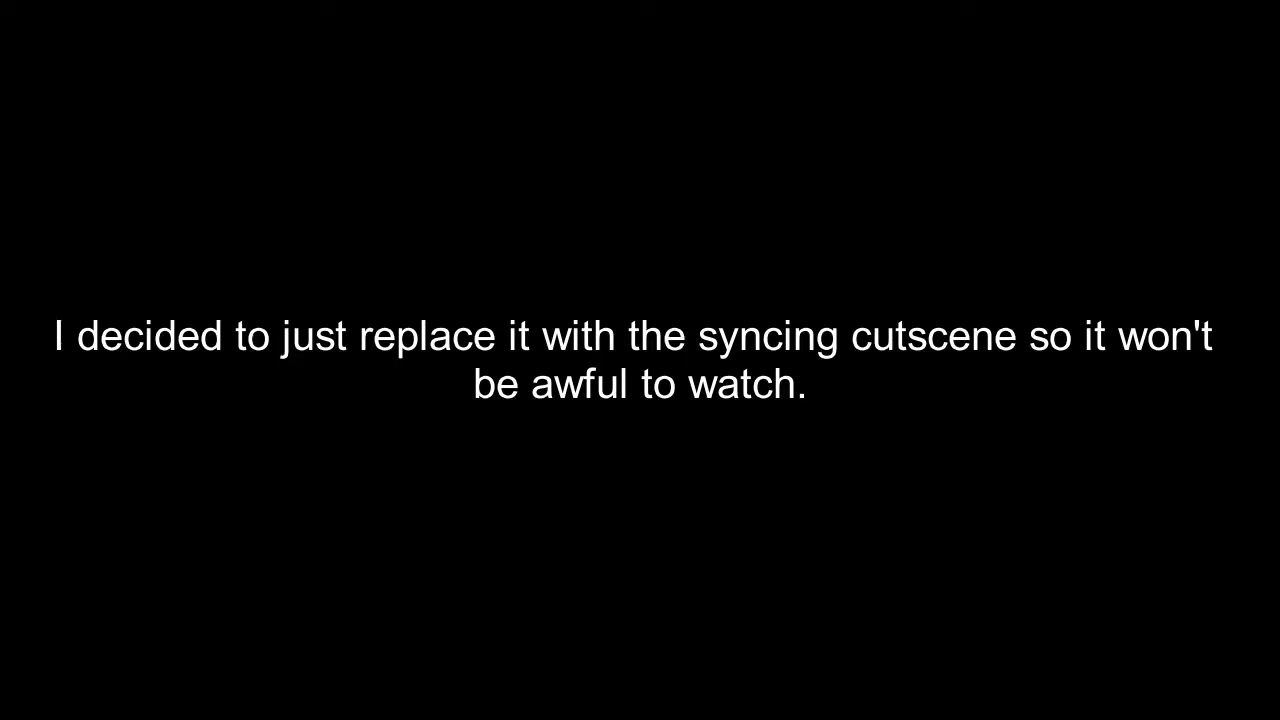 I decided to just replace it with the syncing cutscene so it won't
be awful to watch.